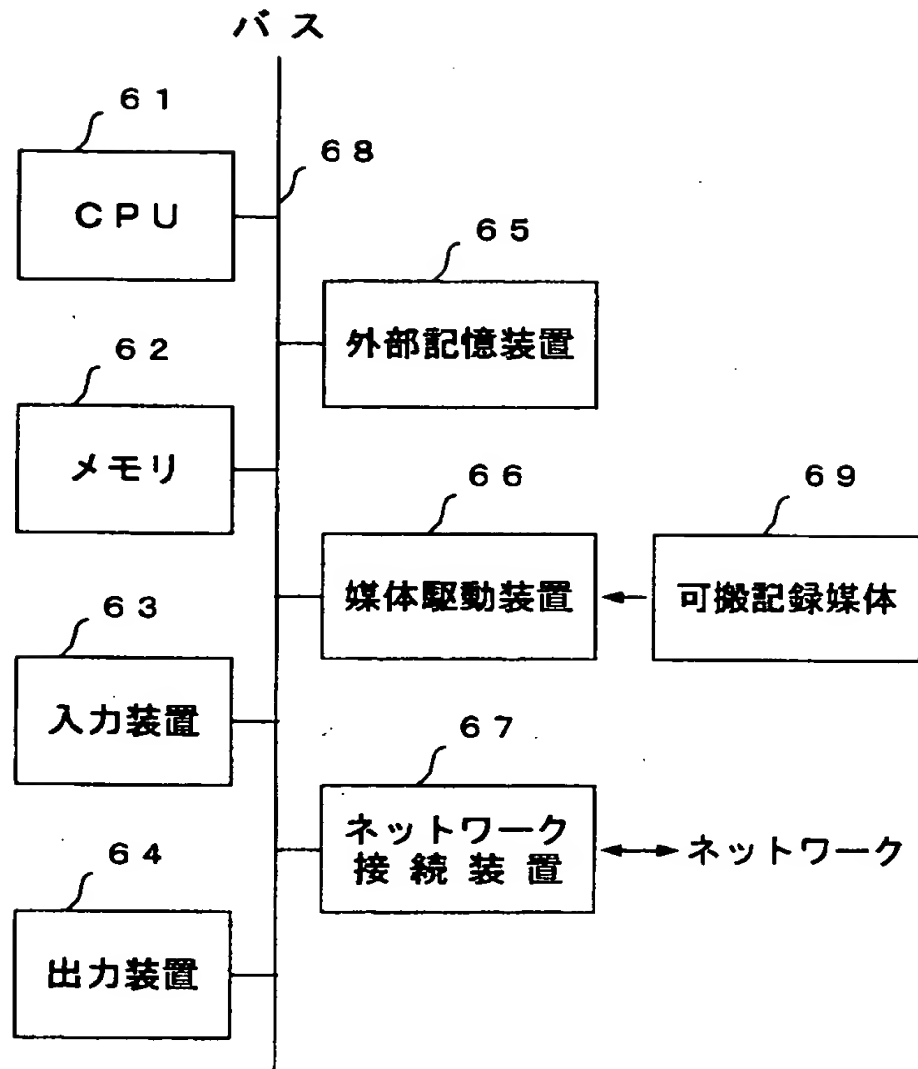 バス
61
68
CPU
65
外部記憶装置
62
メモリ
66
69
媒体駆動装置
可搬記録媒体
63
入力装置
67
ネットワーク
接続装置
ネットワーク
64
出力装置